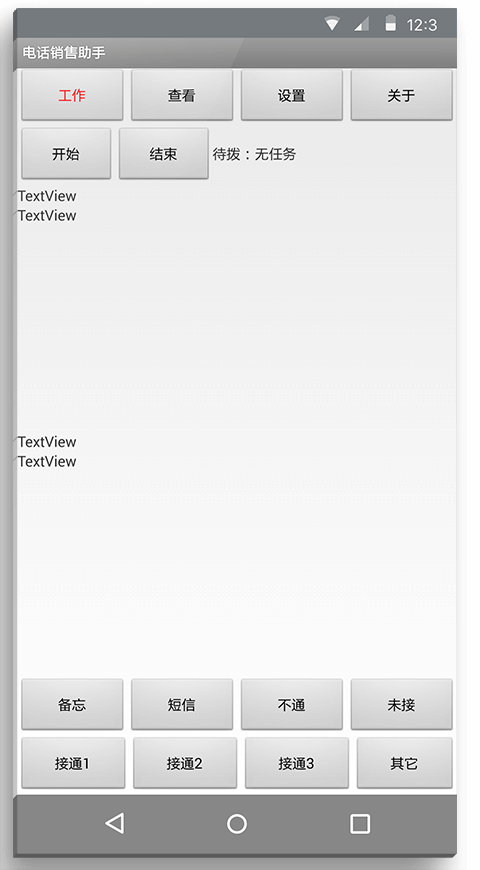 12:3
电话销售助手
工作 查看 设置 关于
开始 结束 待拨：无任务
TextView
TextView
TextView
TextView
备忘 短信 不通 未接
接通1 接通2 接通3 其它